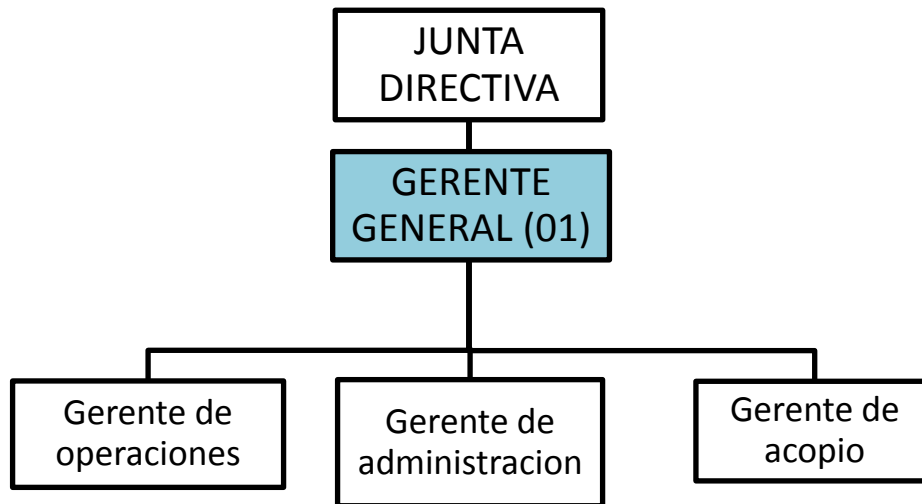 JUNTA
DIRECTIVA
GERENTE
GENERAL (01)
Gerente de
operaciones
Gerente de
administracion
Gerente de
acopio